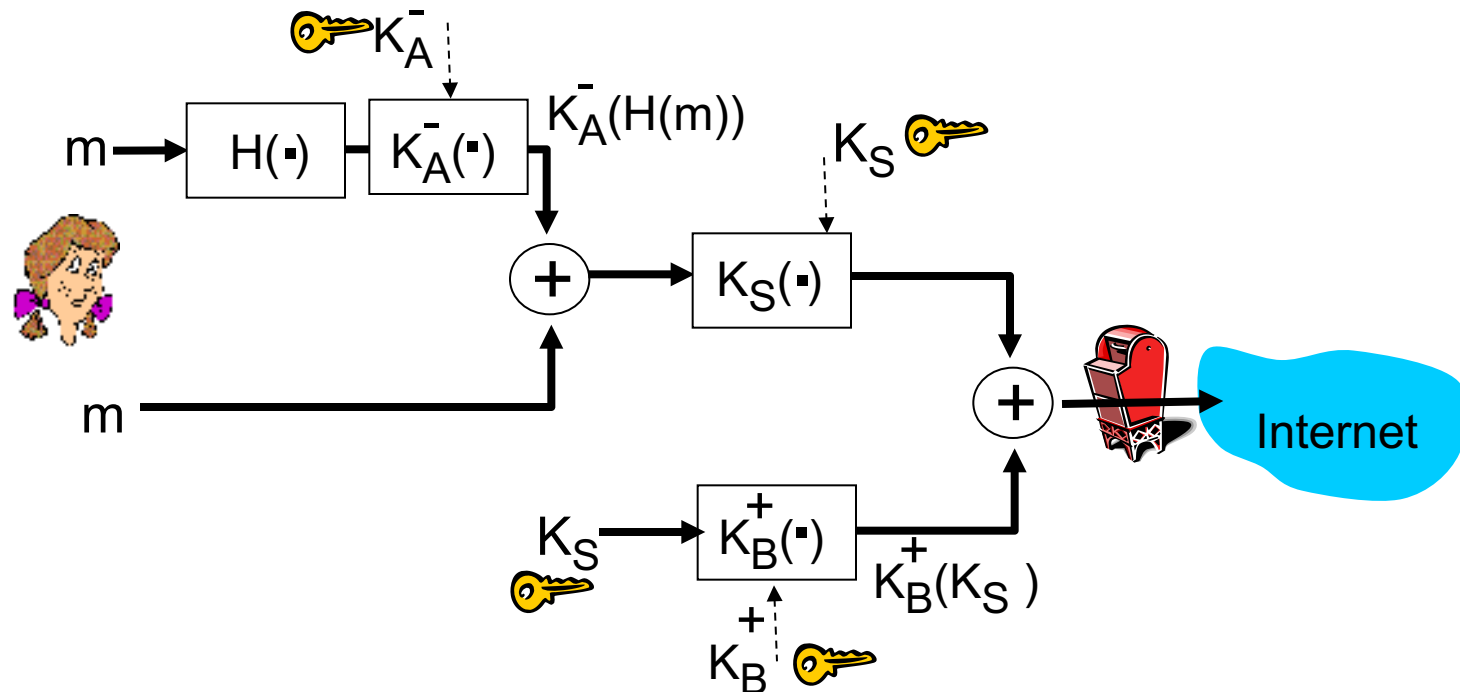 K_A^-
m
H(▪)
K_A^-(▪)
K_A^-(H(m))
K_S
+
K_S(▪)
m
+
Internet
K_S
K_B^+(▪)
K_B^+(K_S )
K_B^+